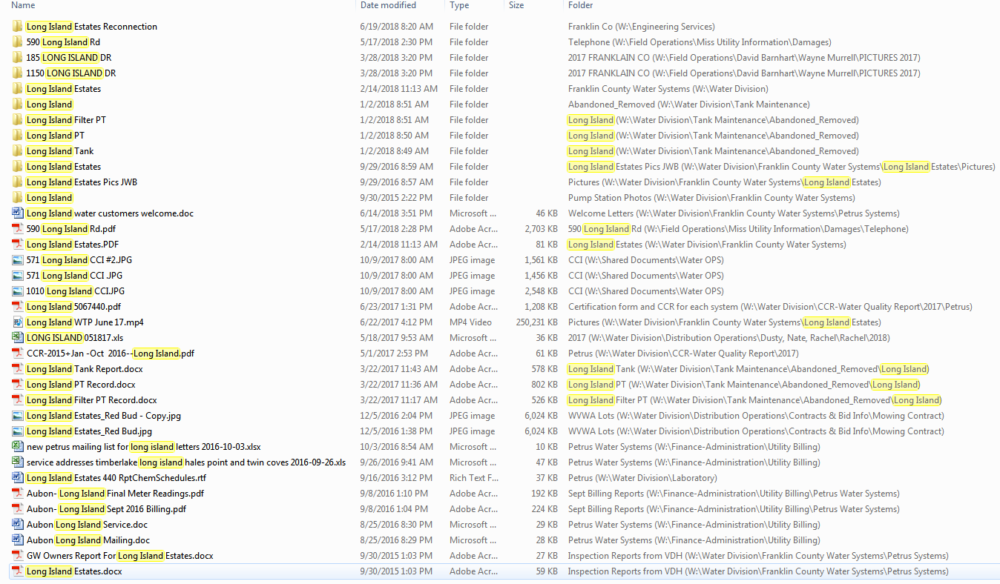 Name Date modified Type Size Folder
Long Island Estates Reconnection 6/19/2018 8:20 AM File folder Franklin Co (W:\Engineering Services)
590 Long Island Rd 5/17/2018 2:30 PM File folder Telephone (W:\Field Operations\Miss Utility Information\Damages)
185 LONG ISLAND DR 3/28/2018 3:20 PM File folder 2017 FRANKLAIN CO (W:\Field Operations\David Barnhart\Wayne Murrell\PICTURES 2017)
1150 LONG ISLAND DR 3/28/2018 3:20 PM File folder 2017 FRANKLAIN CO (W:\Field Operations\David Barnhart\Wayne Murrell\PICTURES 2017)
Long Island Estates 2/14/2018 11:13 AM File folder Franklin County Water Systems (W:\Water Division)
Long Island 1/2/2018 8:51 AM File folder Abandoned_Removed (W:\Water Division\Tank Maintenance)
Long Island Filter PT 1/2/2018 8:51 AM File folder Long Island (W:\Water Division\Tank Maintenance\Abandoned_Removed)
Long Island PT 1/2/2018 8:50 AM File folder Long Island (W:\Water Division\Tank Maintenance\Abandoned_Removed)
Long Island Tank 1/2/2018 8:49 AM File folder Long Island (W:\Water Division\Tank Maintenance\Abandoned_Removed)
Long Island Estates 9/29/2016 8:59 AM File folder Long Island Estates Pics JWB (W:\Water Division\Franklin County Water Systems\Long Island Estates\Pictures)
Long Island Estates Pics JWB 9/29/2016 8:57 AM File folder Pictures (W:\Water Division\Franklin County Water Systems\Long Island Estates)
Long Island 9/30/2015 2:22 PM File folder Pump Station Photos (W:\Water Division\Franklin County Water Systems)
Long Island water customers welcome.doc 6/14/2018 3:51 PM Microsoft ... 46 KB Welcome Letters (W:\Water Division\Franklin County Water Systems\Petrus Systems)
590 Long Island Rd.pdf 5/17/2018 2:28 PM Adobe Acr... 2,703 KB 590 Long Island Rd (W:\Field Operations\Miss Utility Information\Damages\Telephone)
Long Island Estates.PDF 2/14/2018 11:13 AM Adobe Acr... 81 KB Long Island Estates (W:\Water Division\Franklin County Water Systems)
571 Long Island CCI #2.JPG 10/9/2017 8:00 AM JPEG image 1,561 KB CCI (W:\Shared Documents\Water OPS)
571 Long Island CCI .JPG 10/9/2017 8:00 AM JPEG image 1,456 KB CCI (W:\Shared Documents\Water OPS)
1010 Long Island CCI.JPG 10/9/2017 8:00 AM JPEG image 2,548 KB CCI (W:\Shared Documents\Water OPS)
Long Island 5067440.pdf 6/23/2017 1:31 PM Adobe Acr... 1,208 KB Certification form and CCR for each system (W:\Water Division\CCR-Water Quality Report\2017\Petrus)
Long Island WTP June 17.mp4 6/22/2017 4:12 PM MP4 Video 250,231 KB Pictures (W:\Water Division\Franklin County Water Systems\Long Island Estates)
LONG ISLAND 051817.xls 5/18/2017 9:53 AM Microsoft ... 36 KB 2017 (W:\Water Division\Distribution Operations\Dusty, Nate, Rachel\Rachel\2018)
CCR-2015+Jan -Oct  2016--Long Island.pdf 5/1/2017 2:53 PM Adobe Acr... 61 KB Petrus (W:\Water Division\CCR-Water Quality Report\2017)
Long Island Tank Report.docx 3/22/2017 11:43 AM Adobe Acr... 578 KB Long Island Tank (W:\Water Division\Tank Maintenance\Abandoned_Removed\Long Island)
Long Island PT Record.docx 3/22/2017 11:36 AM Adobe Acr... 802 KB Long Island PT (W:\Water Division\Tank Maintenance\Abandoned_Removed\Long Island)
Long Island Filter PT Record.docx 3/22/2017 11:17 AM Adobe Acr... 526 KB Long Island Filter PT (W:\Water Division\Tank Maintenance\Abandoned_Removed\Long Island)
Long Island Estates_Red Bud - Copy.jpg 12/5/2016 2:04 PM JPEG image 6,024 KB WVWA Lots (W:\Water Division\Distribution Operations\Contracts & Bid Info\Mowing Contract)
Long Island Estates_Red Bud.jpg 12/5/2016 1:38 PM JPEG image 6,024 KB WVWA Lots (W:\Water Division\Distribution Operations\Contracts & Bid Info\Mowing Contract)
new petrus mailing list for long island letters 2016-10-03.xlsx 10/3/2016 8:54 AM Microsoft ... 10 KB Petrus Water Systems (W:\Finance-Administration\Utility Billing)
service addresses timberlake long island hales point and twin coves 2016-09-26.xls 9/26/2016 9:41 AM Microsoft ... 47 KB Petrus Water Systems (W:\Finance-Administration\Utility Billing)
Long Island Estates 440 RptChemSchedules.rtf 9/16/2016 3:12 PM Rich Text F... 37 KB Petrus (W:\Water Division\Laboratory)
Aubon- Long Island Final Meter Readings.pdf 9/8/2016 1:10 PM Adobe Acr... 192 KB Sept Billing Reports (W:\Finance-Administration\Utility Billing\Petrus Water Systems)
Aubon- Long Island Sept 2016 Billing.pdf 9/8/2016 1:04 PM Adobe Acr... 224 KB Sept Billing Reports (W:\Finance-Administration\Utility Billing\Petrus Water Systems)
Aubon Long Island Service.doc 8/25/2016 8:30 PM Microsoft ... 29 KB Petrus Water Systems (W:\Finance-Administration\Utility Billing)
Aubon Long Island Mailing.doc 8/25/2016 8:29 PM Microsoft ... 28 KB Petrus Water Systems (W:\Finance-Administration\Utility Billing)
GW Owners Report For Long Island Estates.docx 9/30/2015 1:03 PM Adobe Acr... 27 KB Inspection Reports from VDH (W:\Water Division\Franklin County Water Systems\Petrus Systems)
Long Island Estates.docx 9/30/2015 1:03 PM Adobe Acr... 59 KB Inspection Reports from VDH (W:\Water Division\Franklin County Water Systems\Petrus Systems)